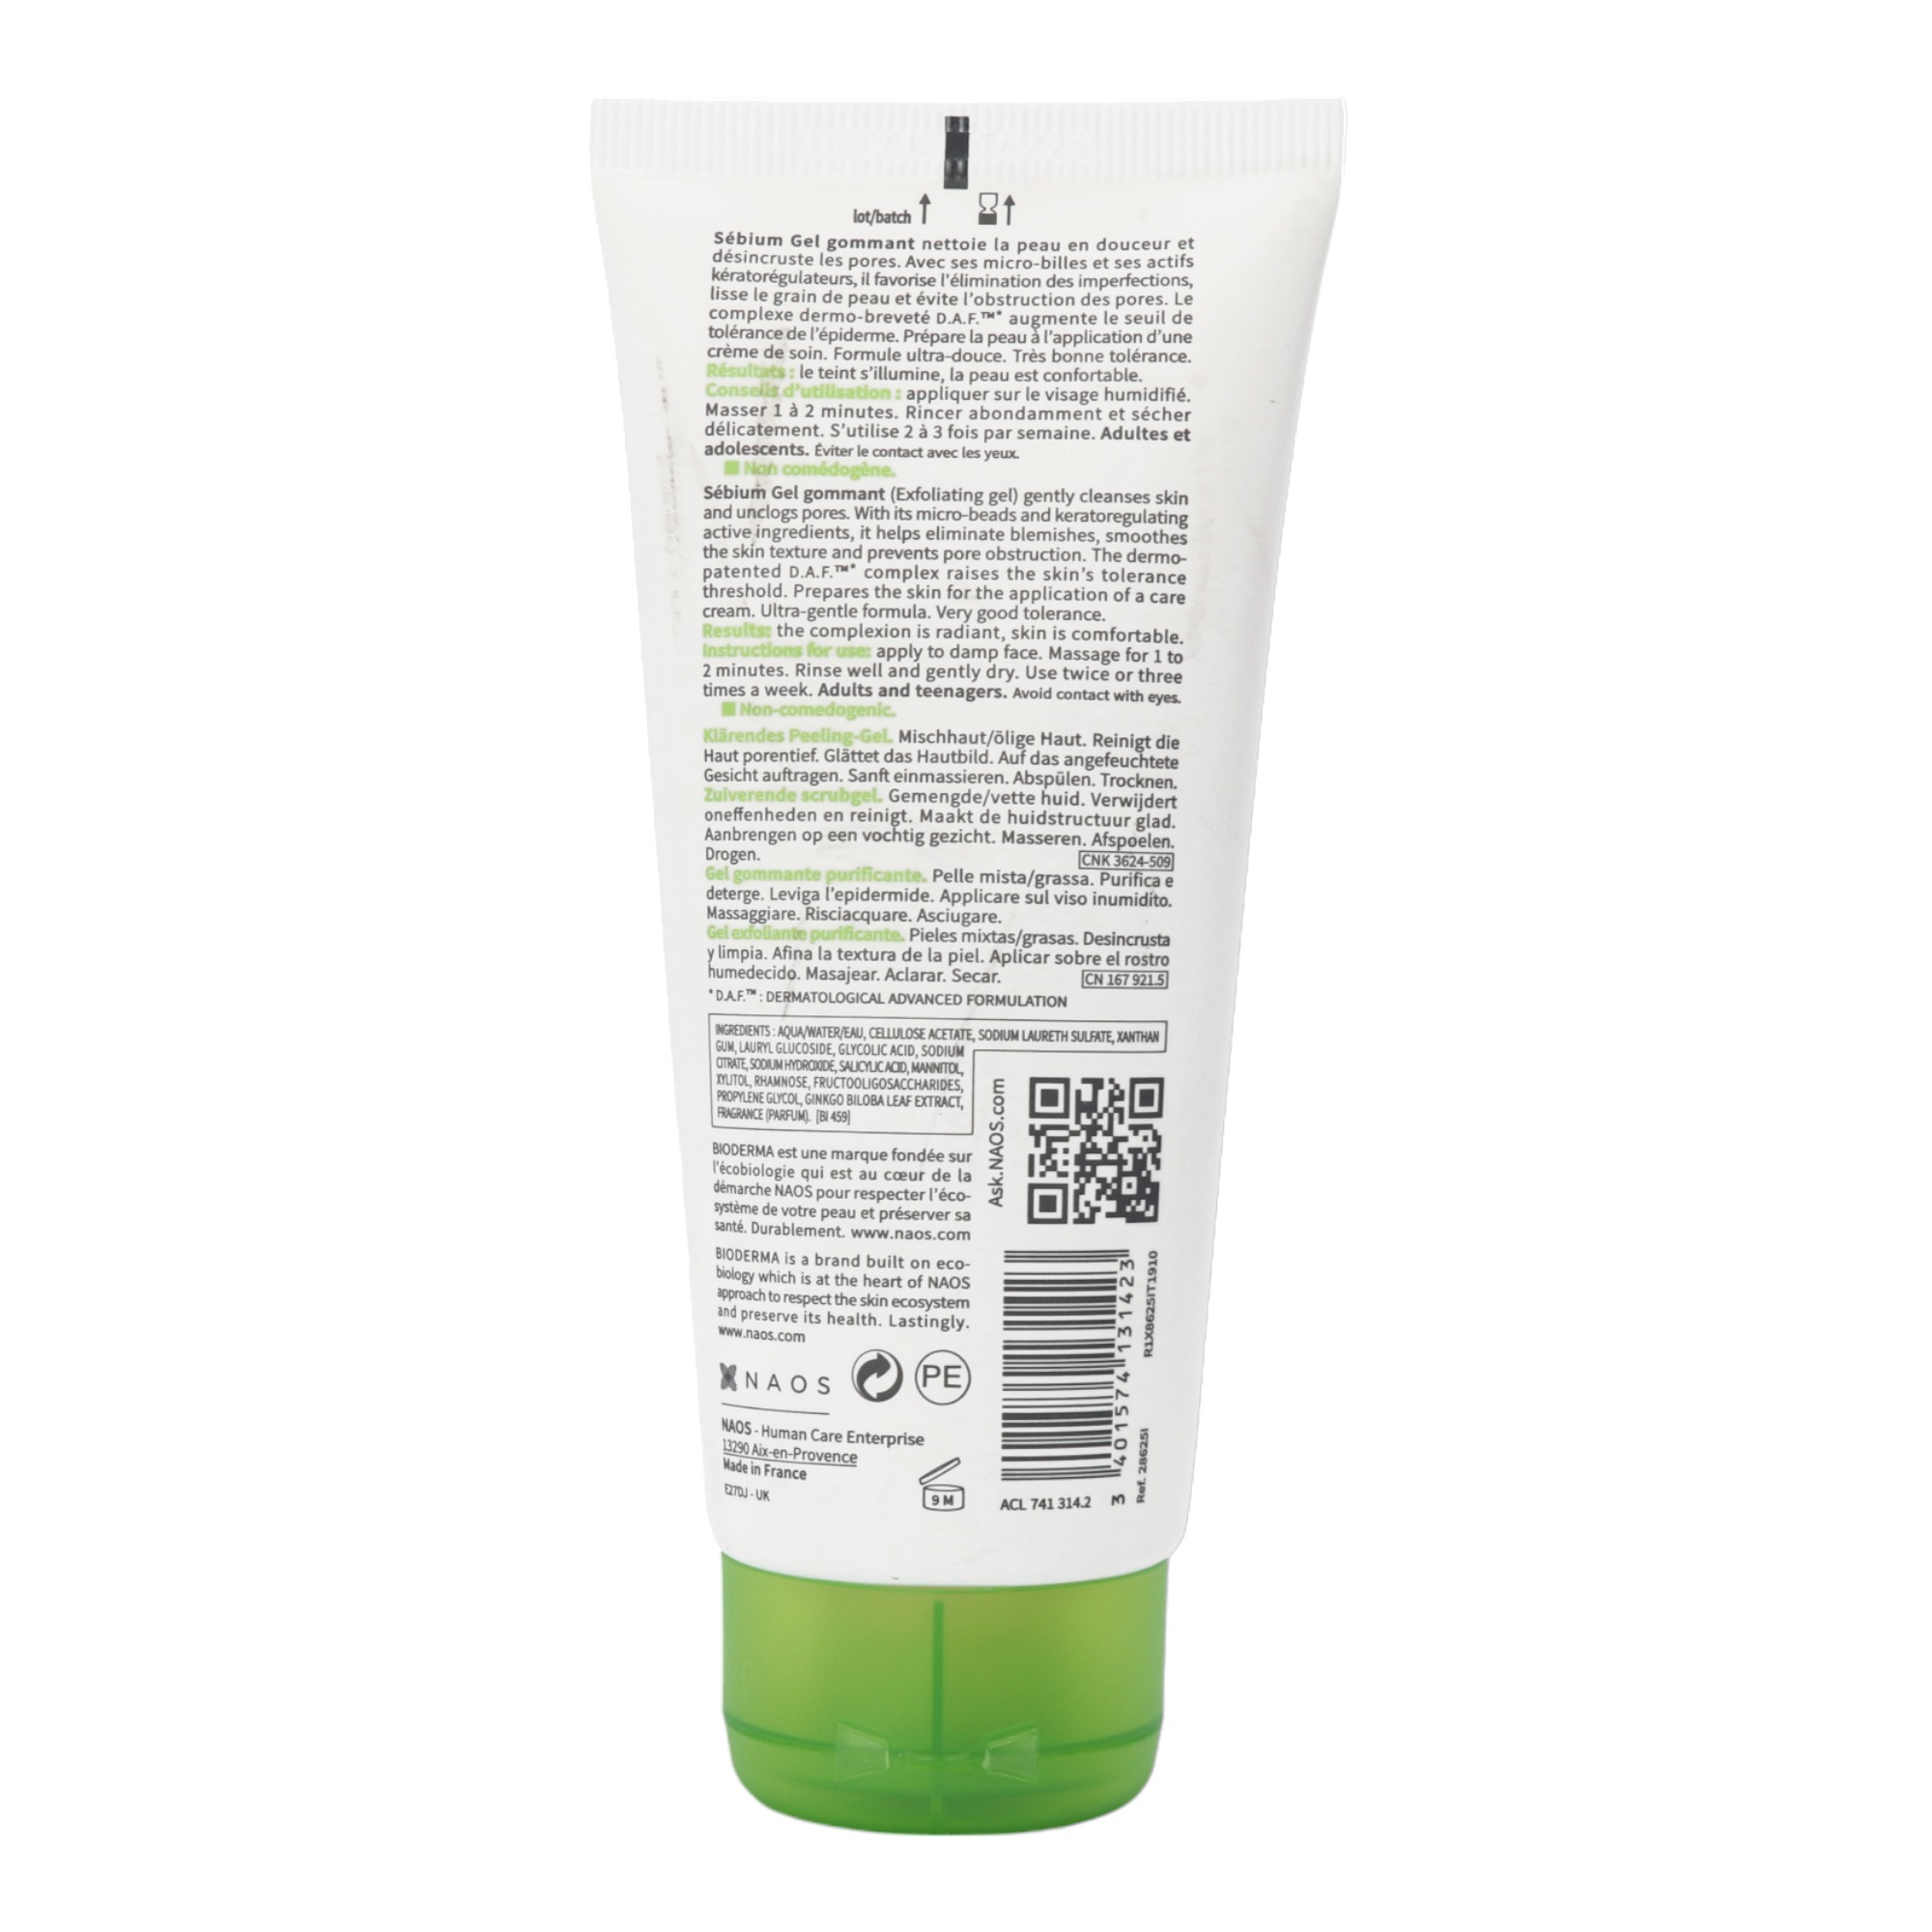 lot/batch
Sébium Gel gommant nettoie la peau en douceur et
désincruste les pores. Avec ses micro-billes et ses actifs
kératorégulateurs, il favorise l'élimination des imperfections,
lisse le grain de peau et évite l'obstruction des pores. Le
complexe dermo-breveté D.A.F.™* augmente le seuil de
tolérance de l'épiderme. Prépare la peau à l'application d'une
crème de soin. Formule ultra-douce. Très bonne tolérance.
Résultats : le teint s'illumine, la peau est confortable.
Conseils d'utilisation : appliquer sur le visage humidifié.
Masser 1 à 2 minutes. Rincer abondamment et sécher
délicatement. S'utilise 2 à 3 fois par semaine. Adultes et
adolescents. Éviter le contact avec les yeux.
■ Non comédogène.
Sébium Gel gommant (Exfoliating gel) gently cleanses skin
and unclogs pores. With its micro-beads and keratoregulating
active ingredients, it helps eliminate blemishes, smoothes
the skin texture and prevents pore obstruction. The dermo-
patented D.A.F.™* complex raises the skin's tolerance
threshold. Prepares the skin for the application of a care
cream. Ultra-gentle formula. Very good tolerance.
Results: the complexion is radiant, skin is comfortable.
Instructions for use: apply to damp face. Massage for 1 to
2 minutes. Rinse well and gently dry. Use twice or three
times a week. Adults and teenagers. Avoid contact with eyes.
■ Non-comedogenic.
Klärendes Peeling-Gel. Mischhaut/ölige Haut. Reinigt die
Haut porentief. Glättet das Hautbild. Auf das angefeuchtete
Gesicht auftragen. Sanft einmassieren. Abspülen. Trocknen.
Zuiverende scrubgel. Gemengde/vette huid. Verwijdert
oneffenheden en reinigt. Maakt de huidstructuur glad.
Aanbrengen op een vochtig gezicht. Masseren. Afspoelen.
Drogen. CNK 3624-509
Gel gommante purificante. Pelle mista/grassa. Purifica e
deterge. Leviga l'epidermide. Applicare sul viso inumidito.
Massaggiare. Risciacquare. Asciugare.
Gel exfoliante purificante. Pieles mixtas/grasas. Desincrusta
y limpia. Afina la textura de la piel. Aplicar sobre el rostro
humedecido. Masajear. Aclarar. Secar. CN 167 921.5
* D.A.F.™ : DERMATOLOGICAL ADVANCED FORMULATION
INGREDIENTS : AQUA/WATER/EAU, CELLULOSE ACETATE, SODIUM LAURETH SULFATE, XANTHAN
GUM, LAURYL GLUCOSIDE, GLYCOLIC ACID, SODIUM
CITRATE, SODIUM HYDROXIDE, SALICYLIC ACID, MANNITOL,
XYLITOL, RHAMNOSE, FRUCTOOLIGOSACCHARIDES,
PROPYLENE GLYCOL, GINKGO BILOBA LEAF EXTRACT,
FRAGRANCE (PARFUM). [BI 459]
BIODERMA est une marque fondée sur
l'écobiologie qui est au cœur de la
démarche NAOS pour respecter l'éco-
système de votre peau et préserver sa
santé. Durablement. www.naos.com
BIODERMA is a brand built on eco-
biology which is at the heart of NAOS
approach to respect the skin ecosystem
and preserve its health. Lastingly.
www.naos.com
Ask.NAOS.com
NAOS
PE
NAOS - Human Care Enterprise
13290 Aix-en-Provence
Made in France
E27DJ - UK
9 M
3 401574 131423
ACL 741 314.2
Ref. 28625I
R1X8625IT1910